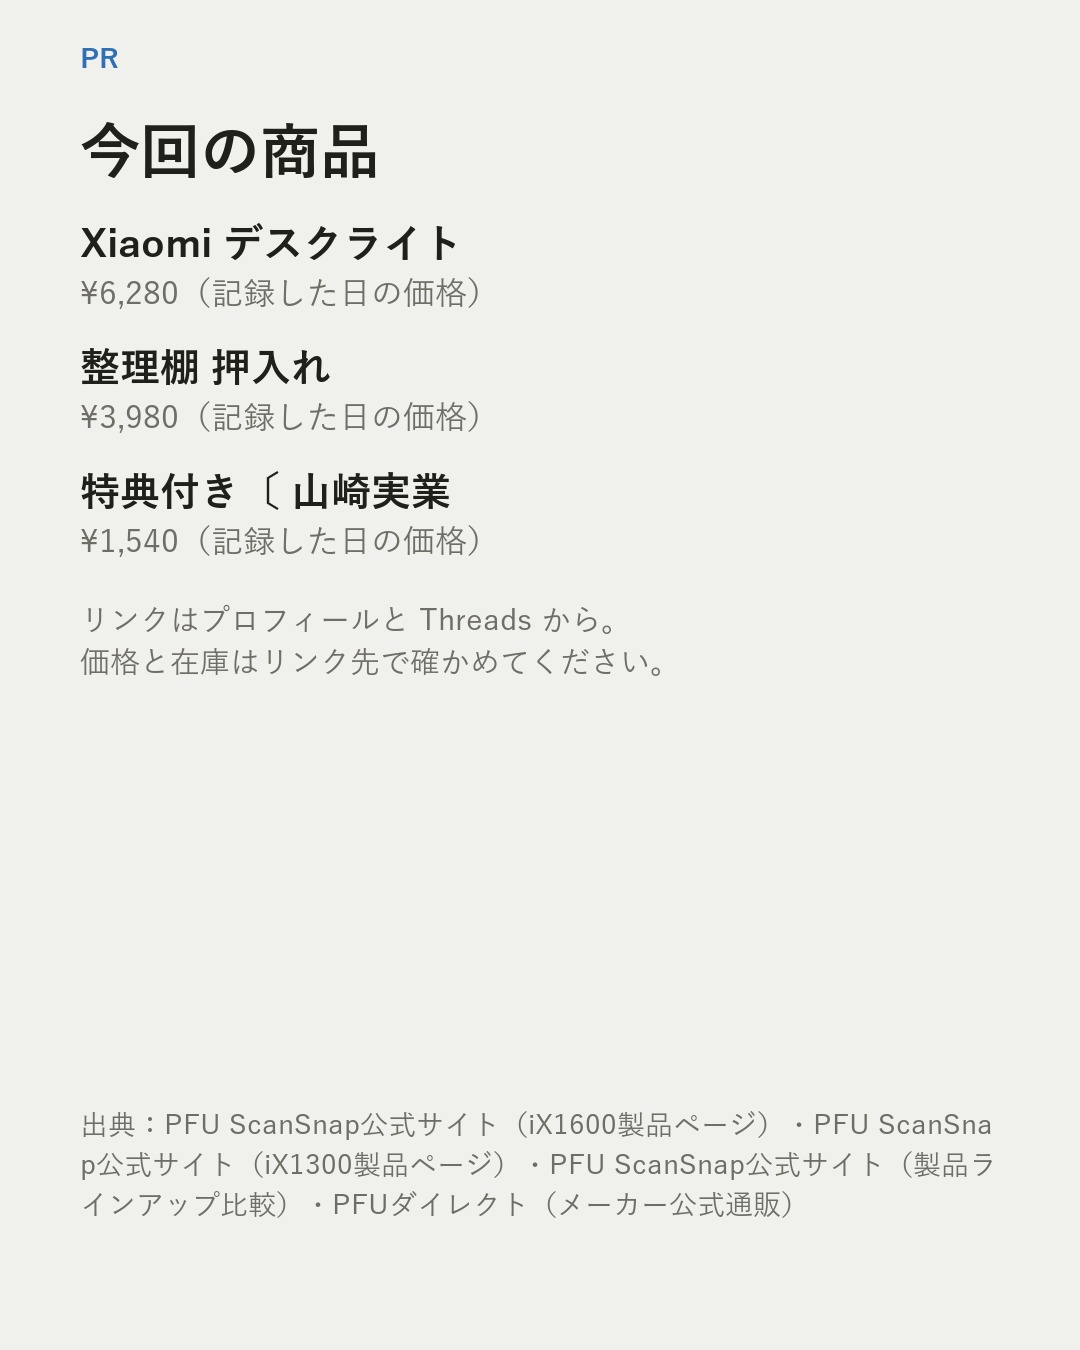 PR
今回の商品
Xiaomi デスクライト
¥6,280（記録した日の価格）
整理棚 押入れ
¥3,980（記録した日の価格）
特典付き〔 山崎実業
¥1,540（記録した日の価格）
リンクはプロフィールと Threads から。
価格と在庫はリンク先で確かめてください。
出典：PFU ScanSnap公式サイト（iX1600製品ページ）・PFU ScanSna
p公式サイト（iX1300製品ページ）・PFU ScanSnap公式サイト（製品ラ
インアップ比較）・PFUダイレクト（メーカー公式通販）